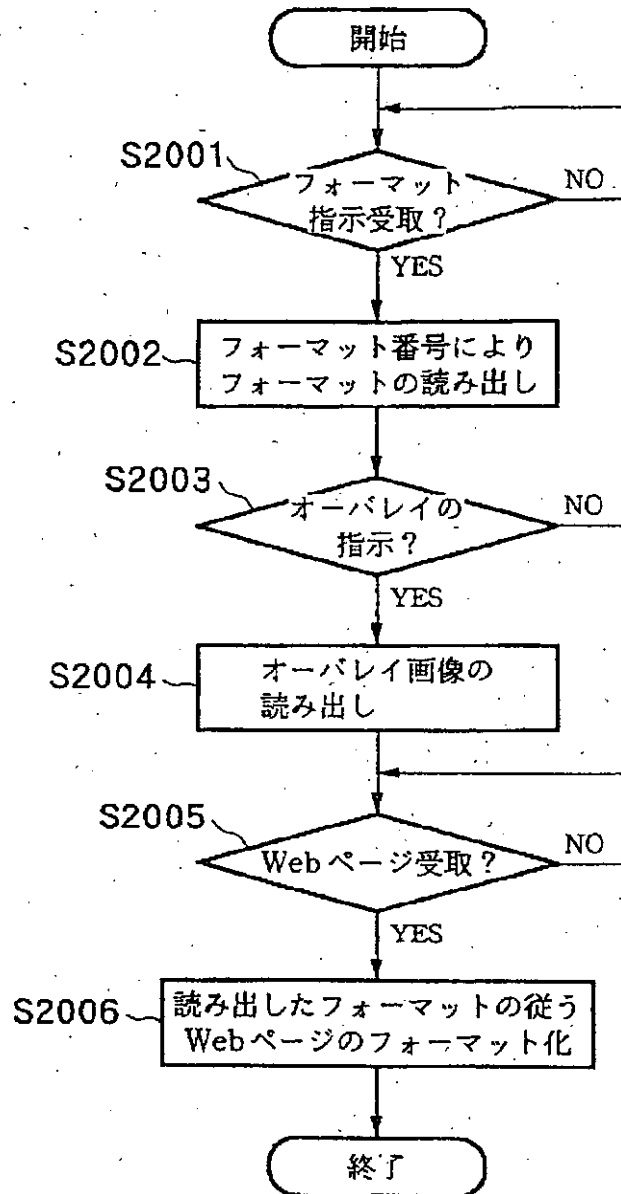 開始
S2001
フォーマット
指示受取?
NO
YES
S2002
フォーマット番号により
フォーマットの読み出し
S2003
オーバレイの
指示?
NO
YES
S2004
オーバレイ画像の
読み出し
S2005
Webページ受取?
NO
YES
S2006
読み出したフォーマットの従う
Webページのフォーマット化
終了